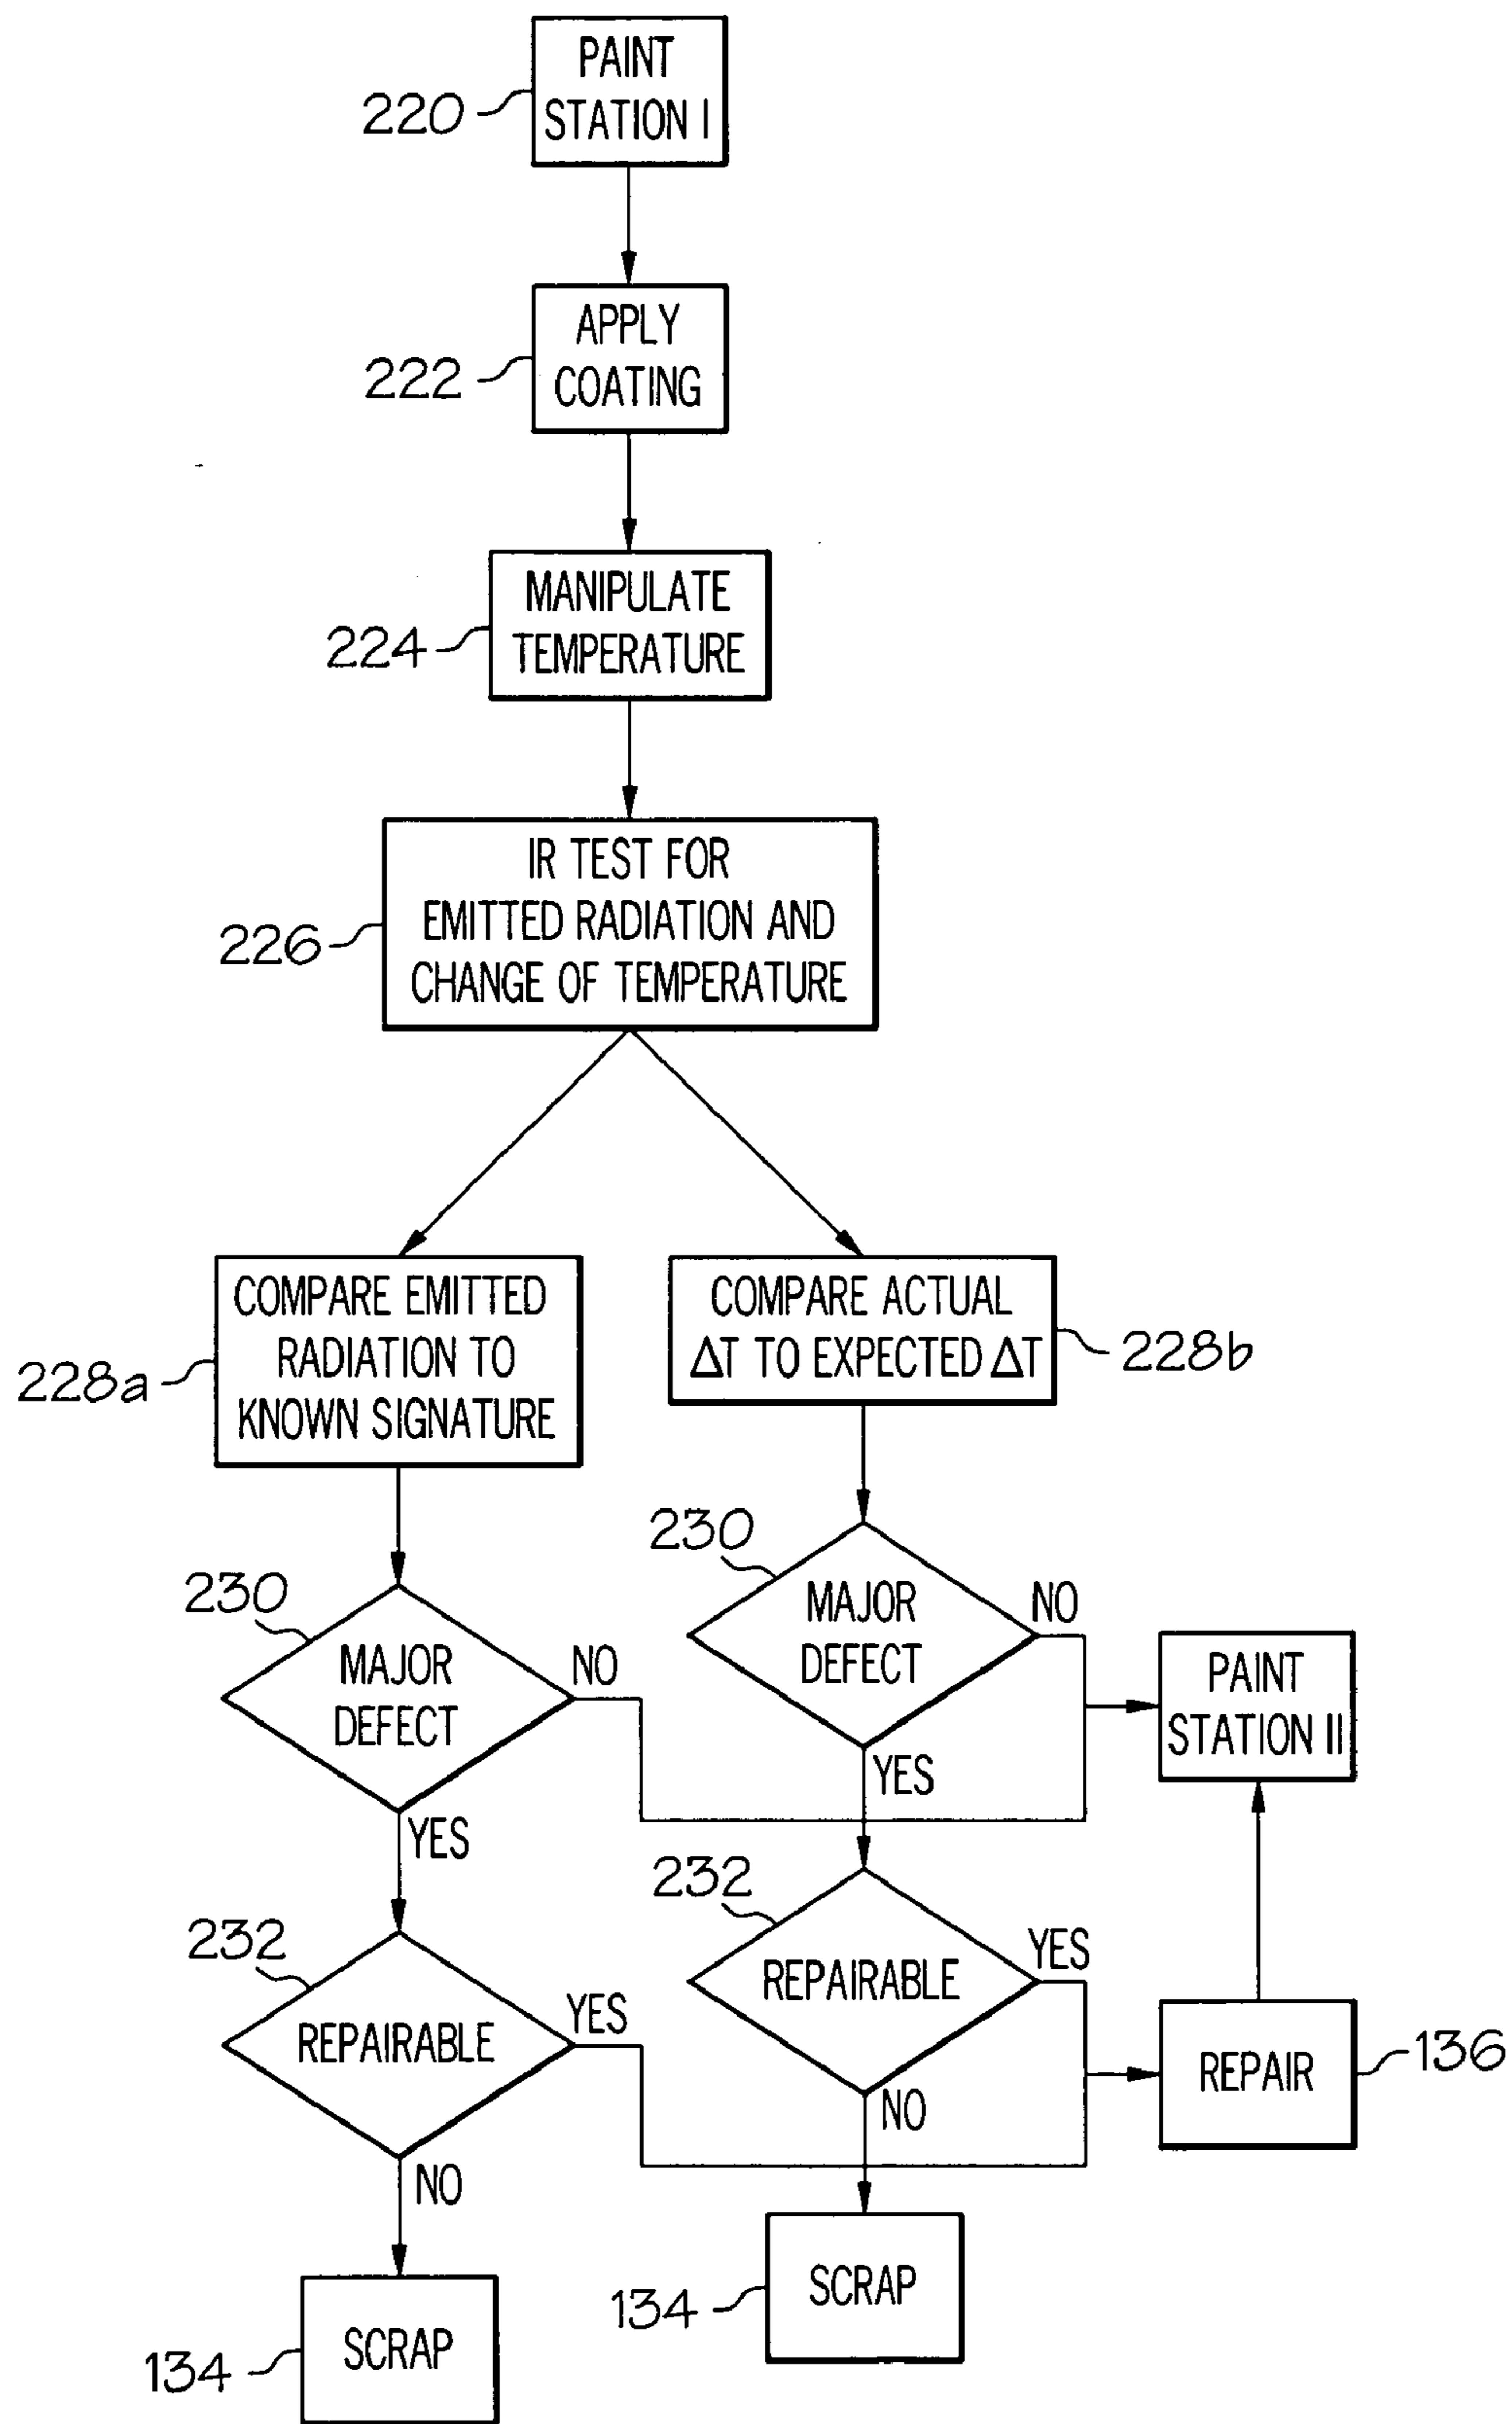 PAINT
STATION I
220
APPLY
COATING
222
MANIPULATE
TEMPERATURE
224
IR TEST FOR
EMITTED RADIATION AND
CHANGE OF TEMPERATURE
226
COMPARE EMITTED
RADIATION TO
KNOWN SIGNATURE
228a
COMPARE ACTUAL
ΔT TO EXPECTED ΔT
228b
230
MAJOR
DEFECT
NO
YES
230
MAJOR
DEFECT
NO
YES
PAINT
STATION II
232
REPAIRABLE
YES
NO
232
REPAIRABLE
YES
NO
REPAIR
136
SCRAP
134
SCRAP
134